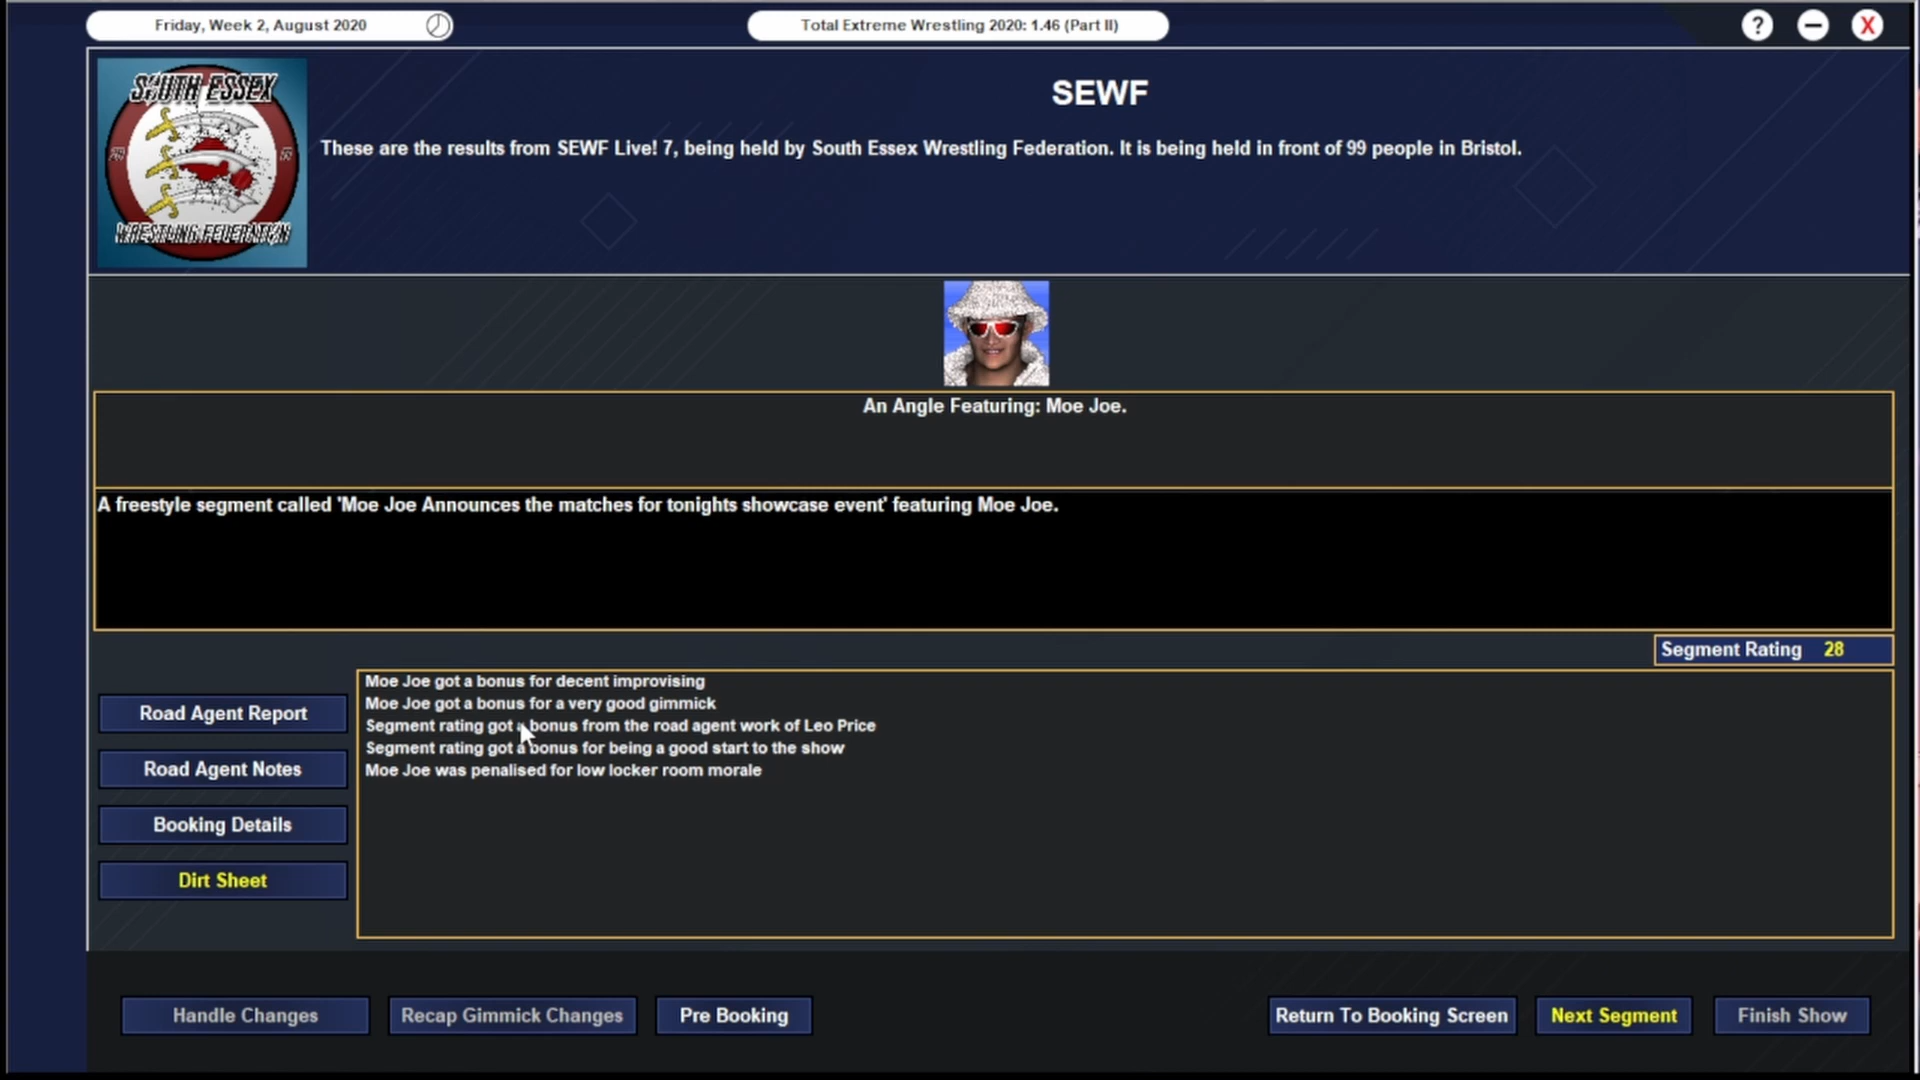 Friday, Week 2, August 2020
Total Extreme Wrestling 2020: 1.46 (Part II)
?
X
SOUTH ESSEX
WRESTLING FEDERATION
SEWF
These are the results from SEWF Live! 7, being held by South Essex Wrestling Federation. It is being held in front of 99 people in Bristol.
An Angle Featuring: Moe Joe.
A freestyle segment called 'Moe Joe Announces the matches for tonights showcase event' featuring Moe Joe.
Segment Rating 28
Road Agent Report
Road Agent Notes
Booking Details
Dirt Sheet
Moe Joe got a bonus for decent improvising
Moe Joe got a bonus for a very good gimmick
Segment rating got a bonus from the road agent work of Leo Price
Segment rating got a bonus for being a good start to the show
Moe Joe was penalised for low locker room morale
Handle Changes
Recap Gimmick Changes
Pre Booking
Return To Booking Screen
Next Segment
Finish Show